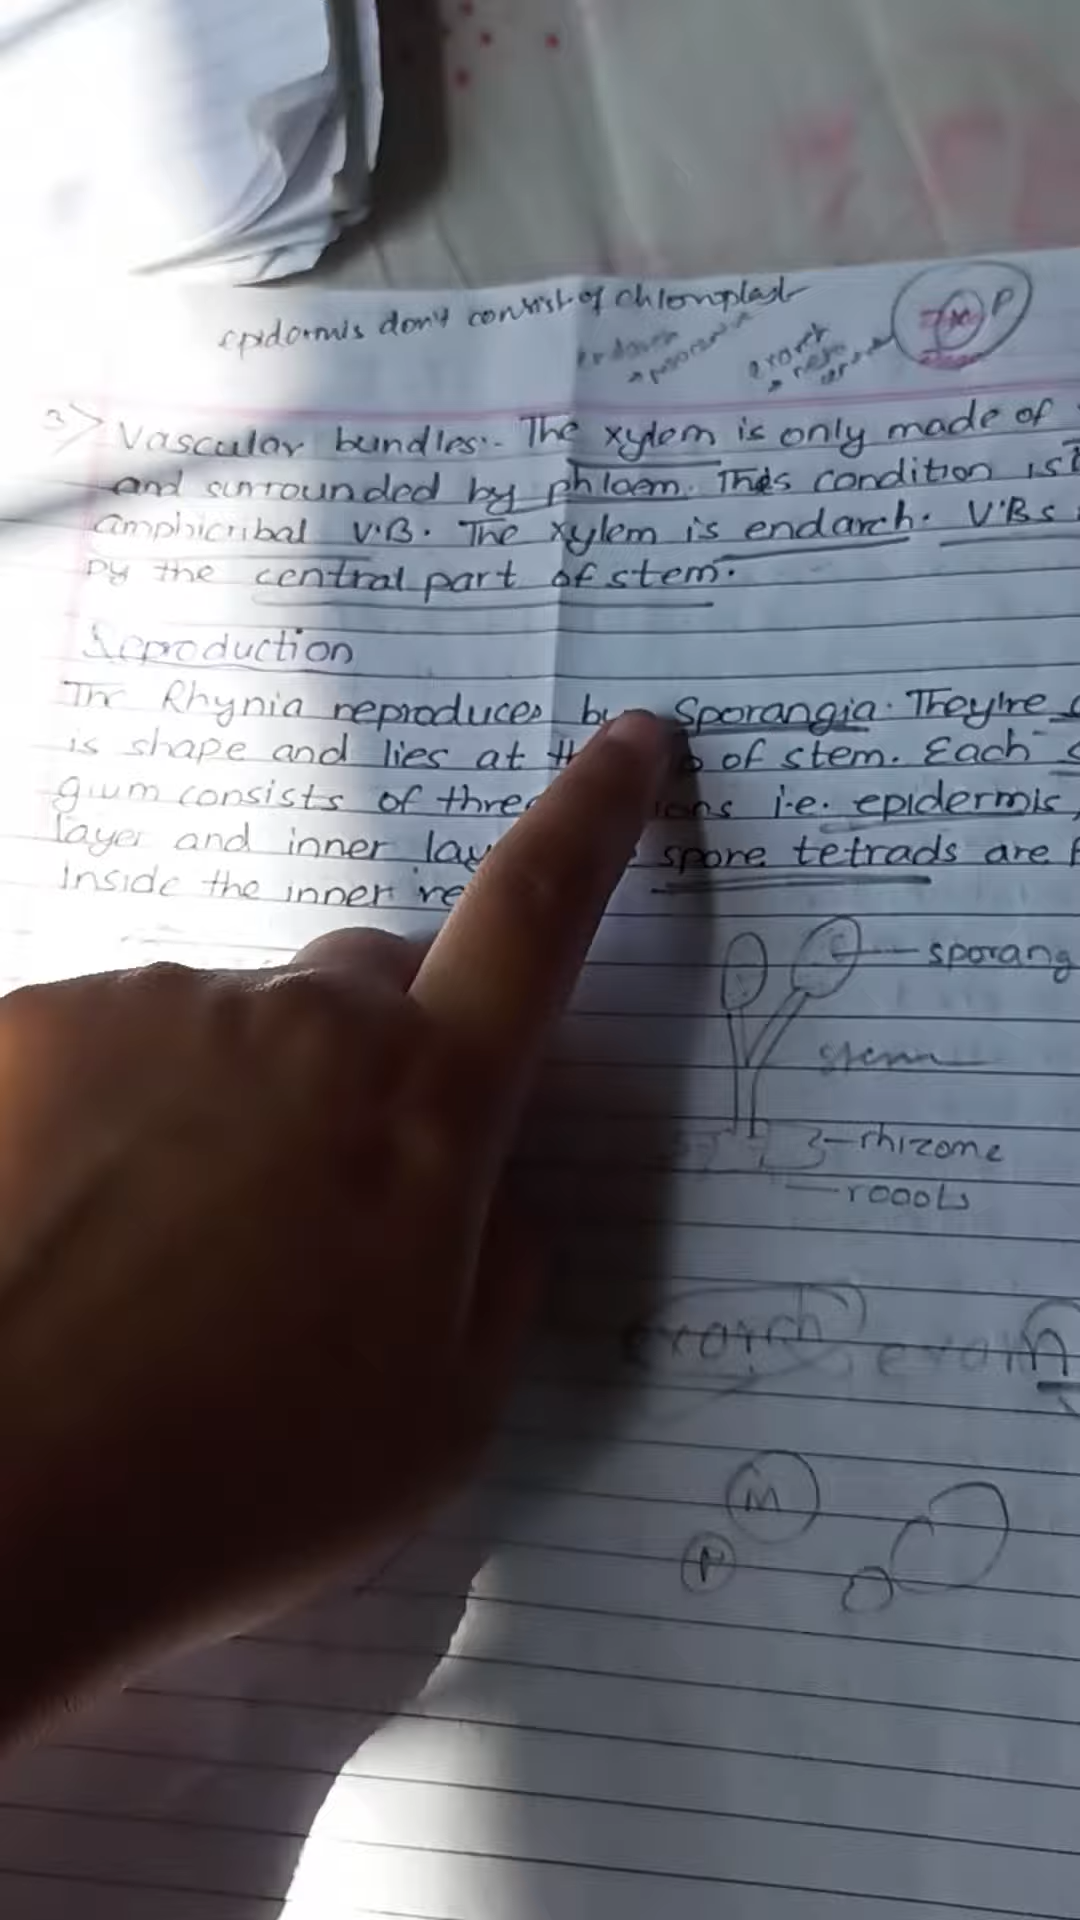 epidermis don't consist of chloroplast
P
3> Vascular bundles:- The xylem is only made of
and surrounded by phloem. This condition is
amphicribal V.B. The xylem is endarch. V.Bs
by the central part of stem.
Reproduction
The Rhynia reproduces by Sporangia. They're
is shape and lies at of stem. Each
gium consists of three i.e. epidermis,
layer and inner spore tetrads are
Inside the inner
sporang
stem
rhizome
rooots
exarch
M
P